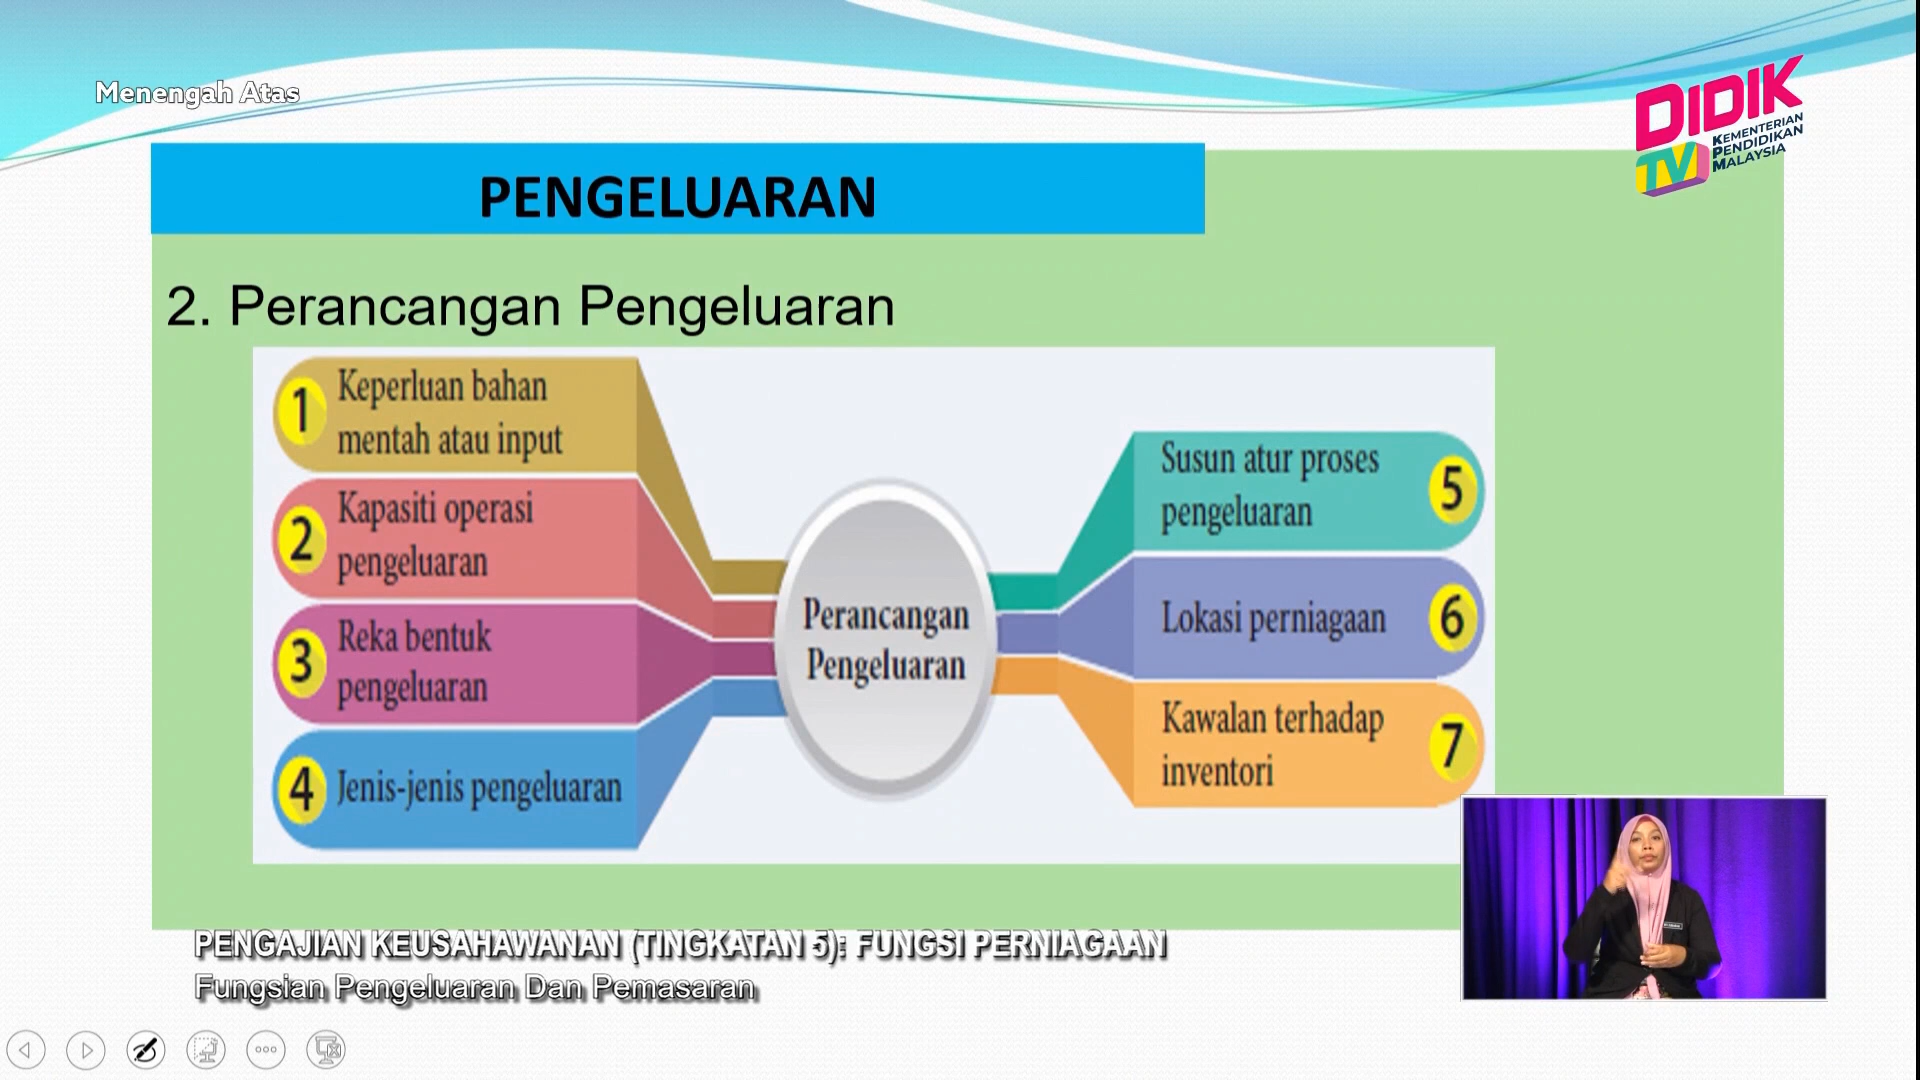 Menengah Atas
DIDIK
TV
KEMENTERIAN
PENDIDIKAN
MALAYSIA
PENGELUARAN
2. Perancangan Pengeluaran
1
Keperluan bahan
mentah atau input
2
Kapasiti operasi
pengeluaran
3
Reka bentuk
pengeluaran
4
Jenis-jenis pengeluaran
Perancangan
Pengeluaran
Susun atur proses
pengeluaran
5
Lokasi perniagaan
6
Kawalan terhadap
inventori
7
PENGAJIAN KEUSAHAWANAN (TINGKATAN 5): FUNGSI PERNIAGAAN
Fungsian Pengeluaran Dan Pemasaran